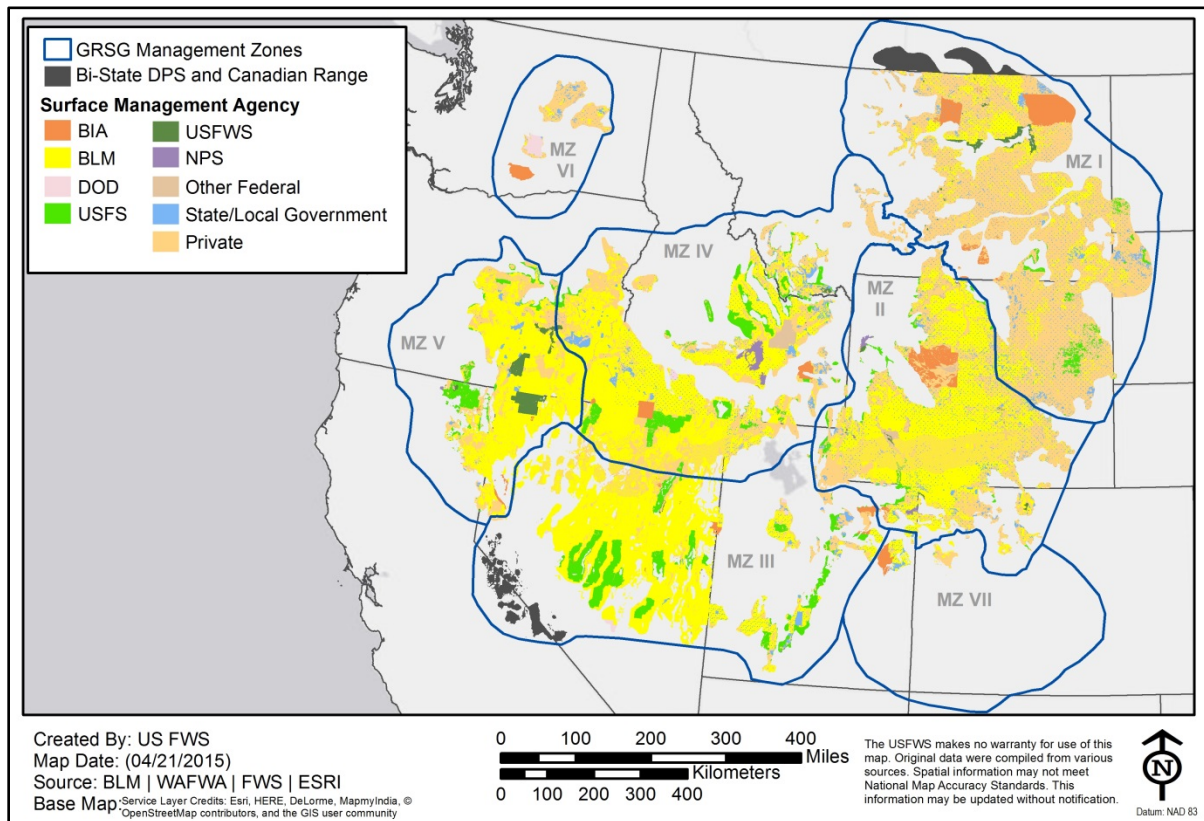 GRSG Management Zones
Bi-State DPS and Canadian Range
Surface Management Agency
BIA
BLM
DOD
USFS
USFWS
NPS
Other Federal
State/Local Government
Private
MZ
VI
MZ I
MZ IV
MZ
II
MZ V
MZ III
MZ VII
Created By: US FWS
Map Date: (04/21/2015)
Source: BLM | WAFWA | FWS | ESRI
Base Map: Service Layer Credits: Esri, HERE, DeLorme, MapmyIndia, ©
OpenStreetMap contributors, and the GIS user community
0 100 200 300 400 Miles
Kilometers
0 100 200 300 400
The USFWS makes no warranty for use of this
map. Original data were compiled from various
sources. Spatial information may not meet
National Map Accuracy Standards. This
information may be updated without notification.
N
Datum: NAD 83